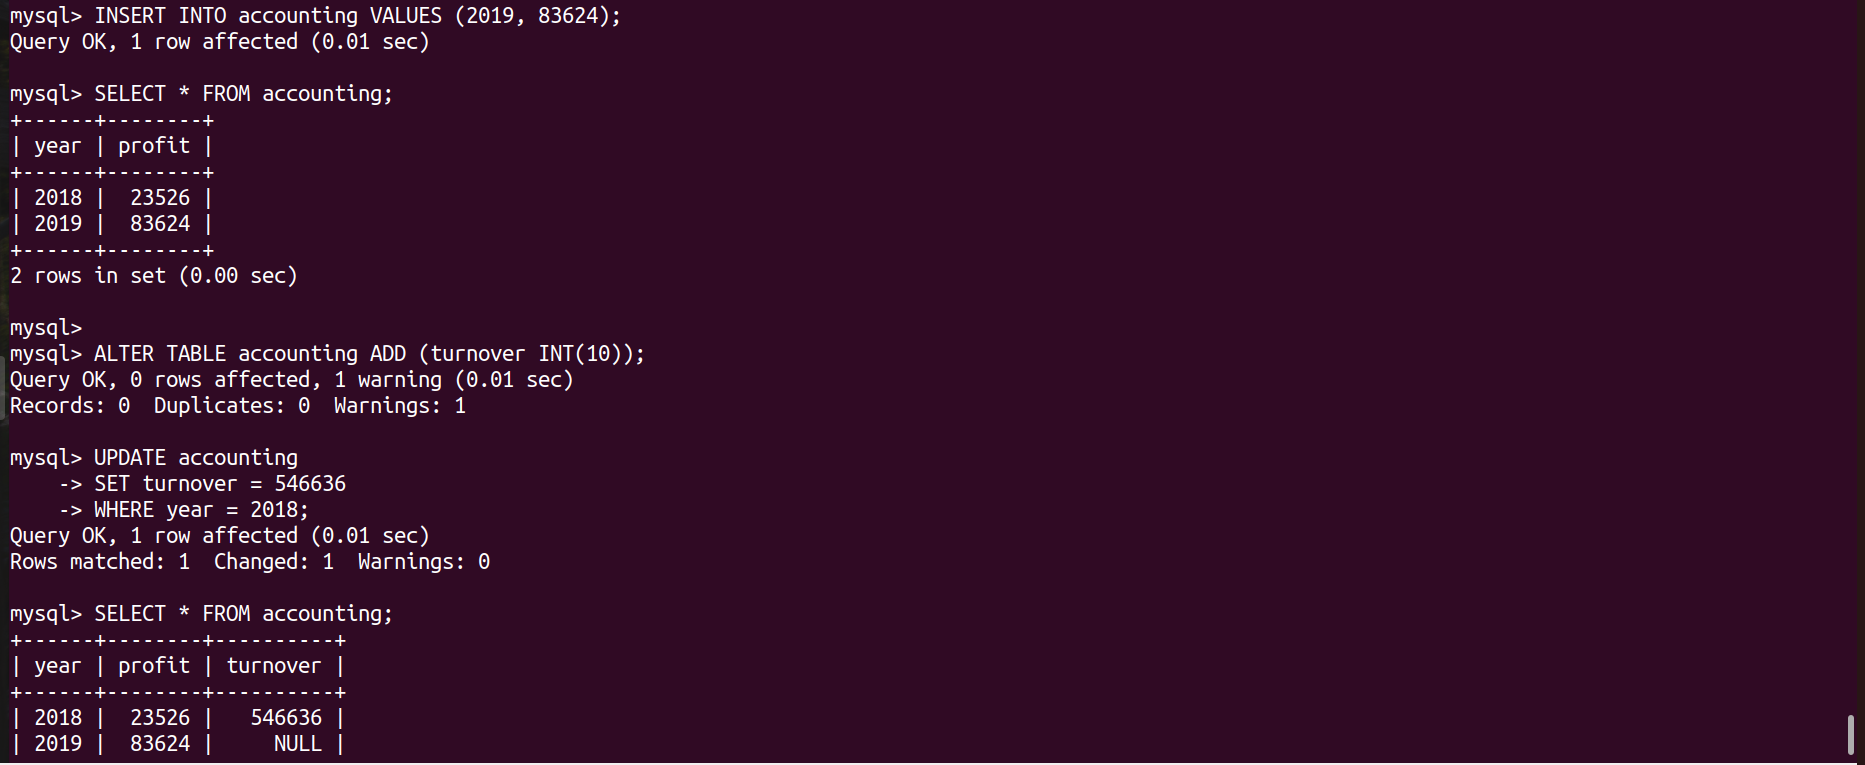 mysql> INSERT INTO accounting VALUES (2019, 83624);
Query OK, 1 row affected (0.01 sec)

mysql> SELECT * FROM accounting;
+------+--------+
| year | profit |
+------+--------+
| 2018 |  23526 |
| 2019 |  83624 |
+------+--------+
2 rows in set (0.00 sec)

mysql>
mysql> ALTER TABLE accounting ADD (turnover INT(10));
Query OK, 0 rows affected, 1 warning (0.01 sec)
Records: 0  Duplicates: 0  Warnings: 1

mysql> UPDATE accounting
    -> SET turnover = 546636
    -> WHERE year = 2018;
Query OK, 1 row affected (0.01 sec)
Rows matched: 1  Changed: 1  Warnings: 0

mysql> SELECT * FROM accounting;
+------+--------+----------+
| year | profit | turnover |
+------+--------+----------+
| 2018 |  23526 |   546636 |
| 2019 |  83624 |     NULL |